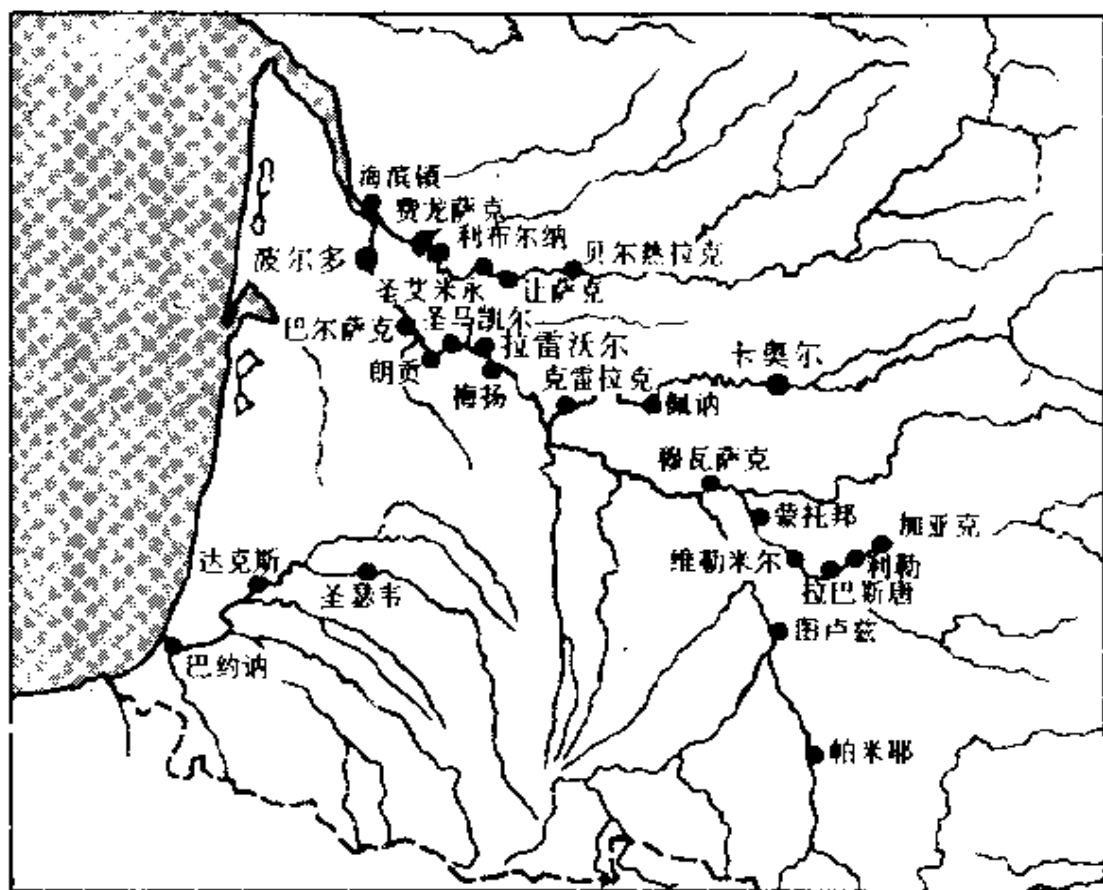 海滨镇
费龙萨克
利布尔纳
波尔多
贝尔热拉克
圣艾米永
让萨克
圣马凯尔
巴尔萨克
拉雷沃尔
卡奥尔
朗贡
克雷拉克
梅扬
佩讷
穆瓦萨克
蒙托邦
加亚克
维勒米尔
利勒
达克斯
拉巴斯唐
圣瑟韦
图卢兹
巴约讷
帕米耶